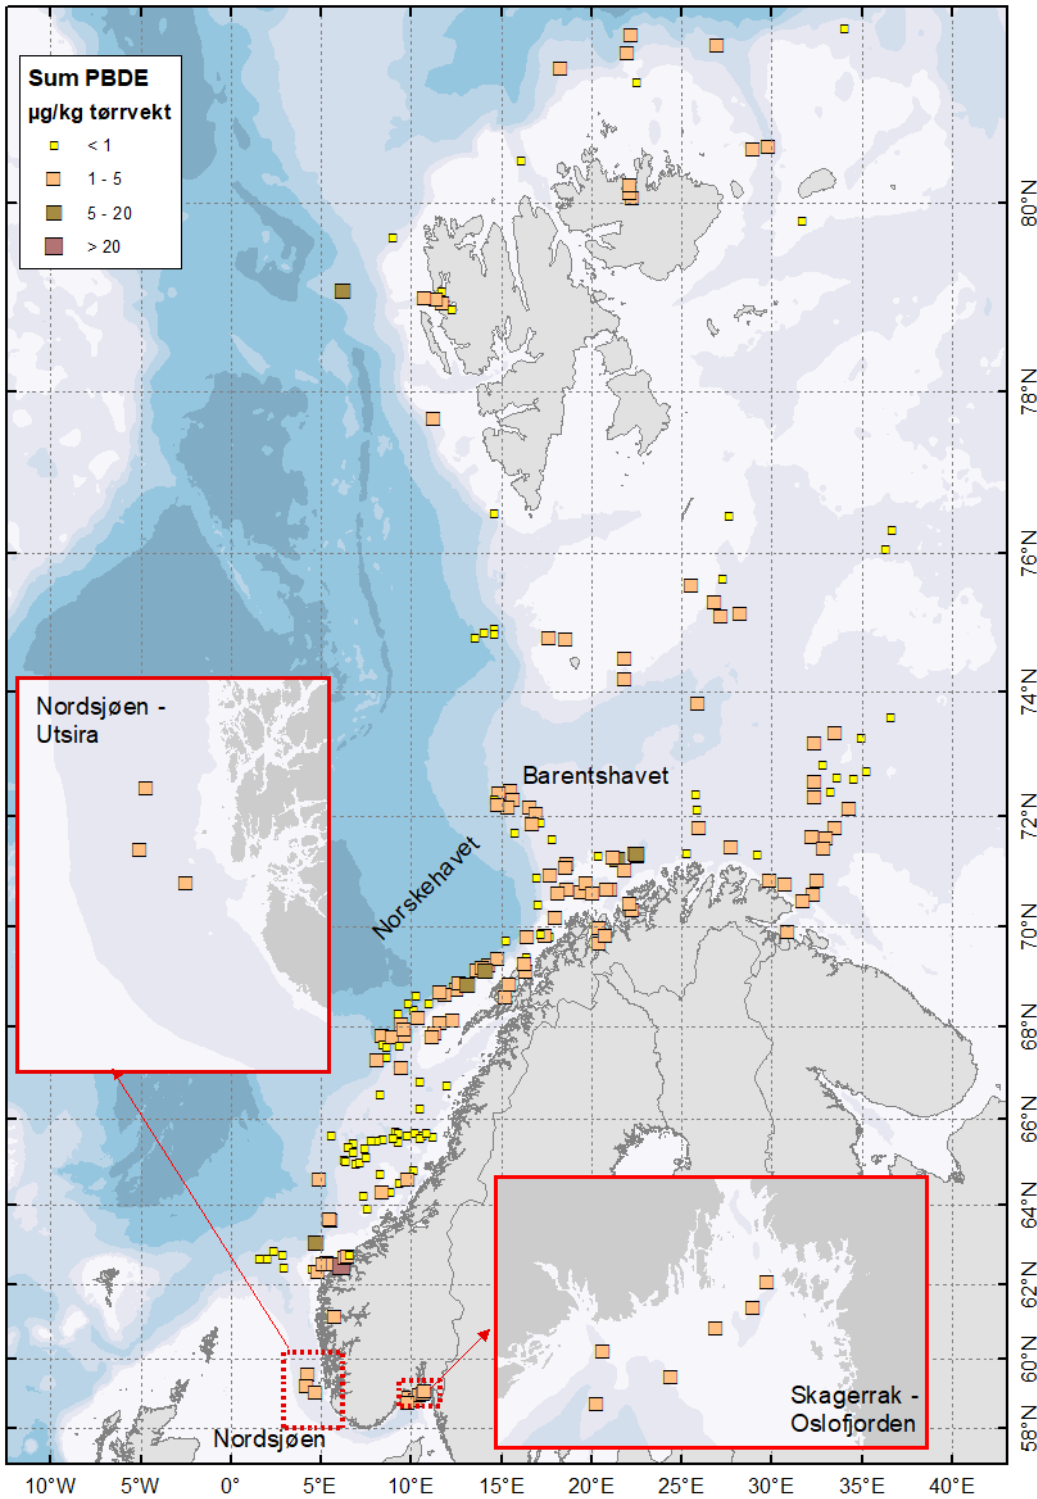 Sum PBDE
µg/kg tørrvekt
< 1
1 - 5
5 - 20
> 20
80°N
78°N
76°N
74°N
Nordsjøen -
Utsira
Barentshavet
72°N
Norskehavet
70°N
68°N
66°N
64°N
62°N
60°N
Skagerrak -
Oslofjorden
58°N
Nordsjøen
10°W
5°W
0°
5°E
10°E
15°E
20°E
25°E
30°E
35°E
40°E